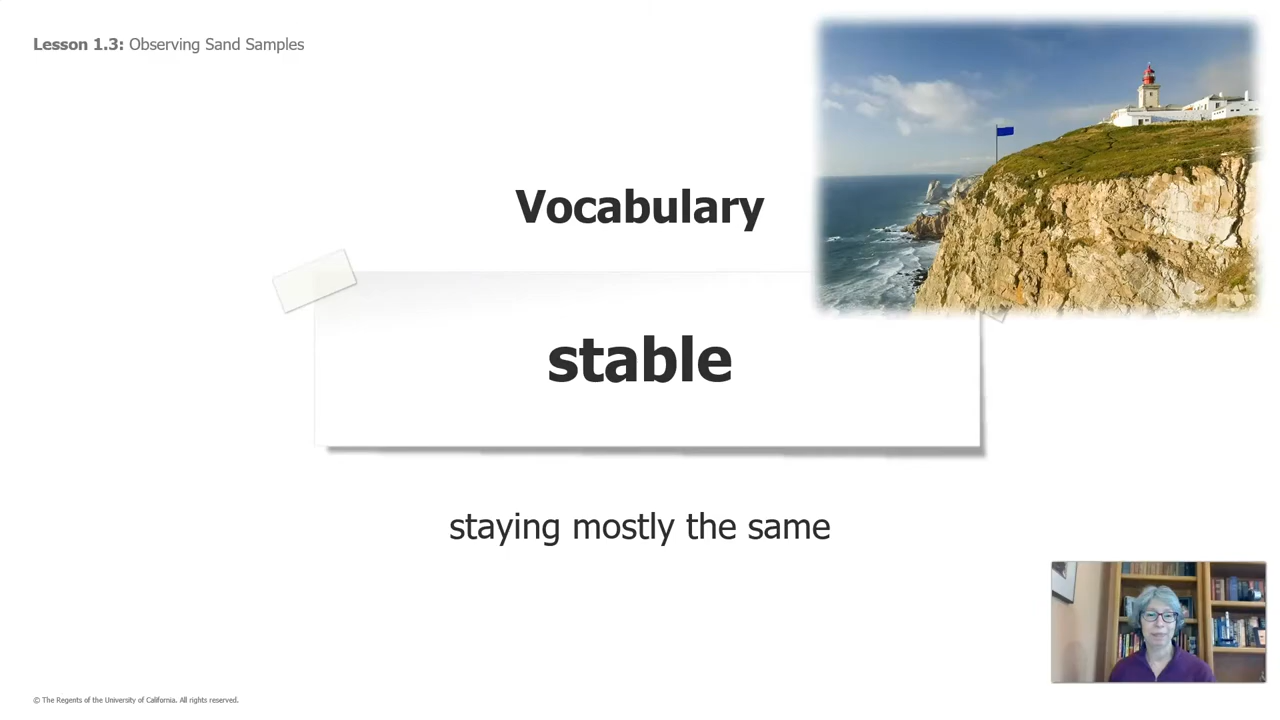 Lesson 1.3: Observing Sand Samples
Vocabulary
stable
staying mostly the same
© The Regents of the University of California. All rights reserved.